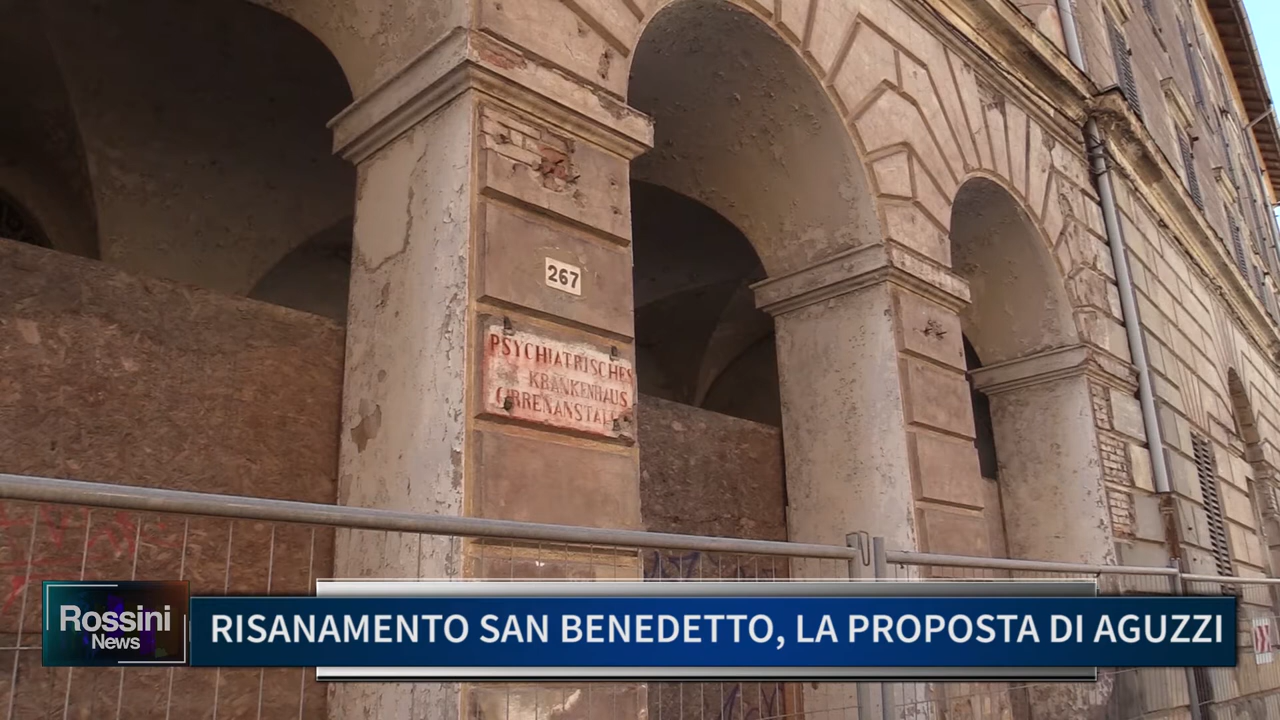 267
PSYCHIATRISCHES
KRANKENHAUS
(IRRENANSTALT
Rossini
News
RISANAMENTO SAN BENEDETTO, LA PROPOSTA DI AGUZZI